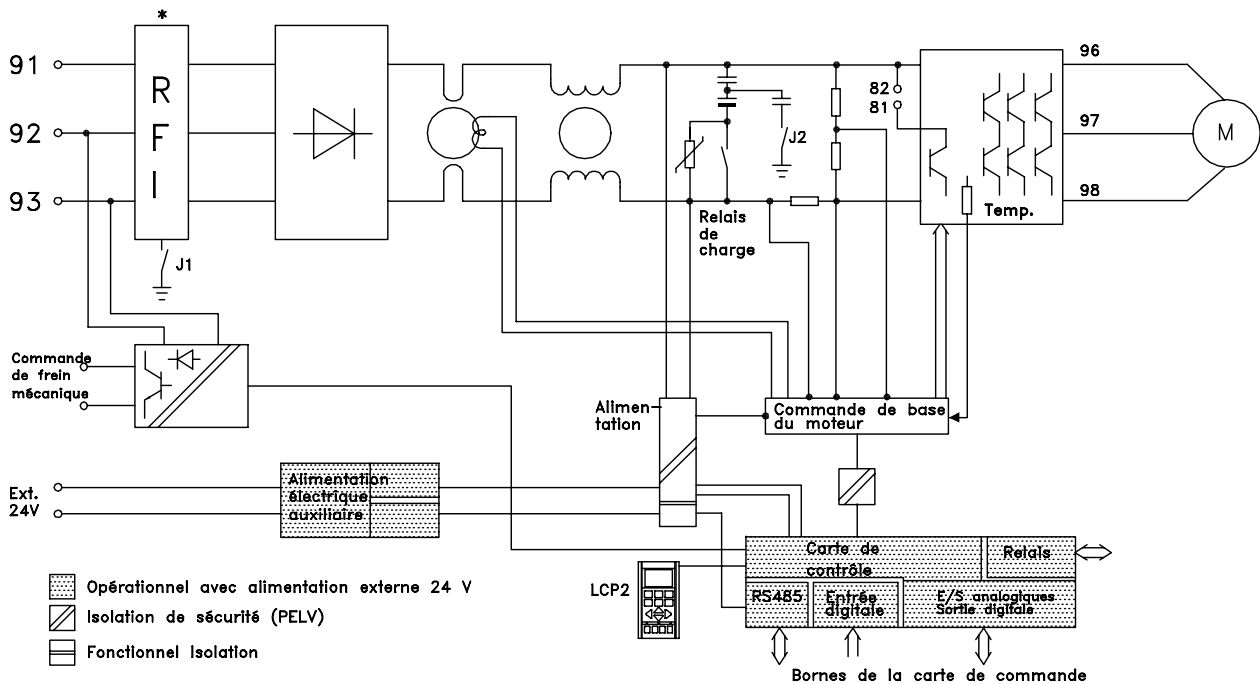 *
91
92
93
R
F
I
J1
J2
82
81
96
97
98
M
Temp.
Relais
de
charge
Commande
de frein
mécanique
Alimen-
tation
Commande de base
du moteur
Ext.
24V
Alimentation
électrique
auxiliaire
Carte de
contrôle
Relais
LCP2
RS485
Entrée
digitale
E/S analogiques
Sortie digitale
Opérationnel avec alimentation externe 24 V
Isolation de sécurité (PELV)
Fonctionnel Isolation
Bornes de la carte de commande